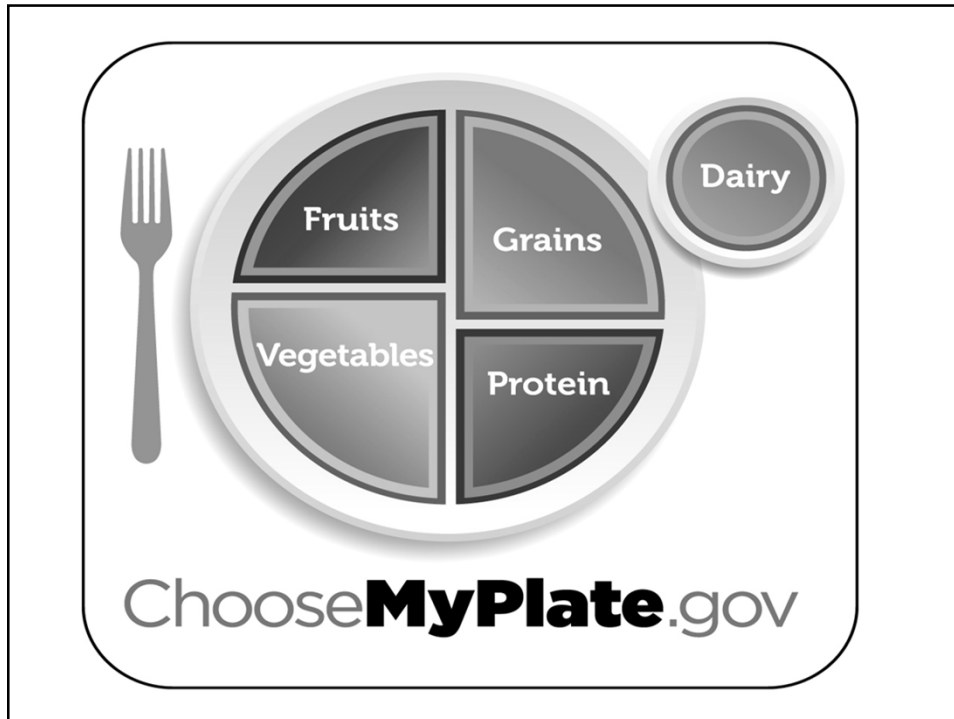 Dairy
Fruits
Grains
Vegetables
Protein
ChooseMyPlate.gov